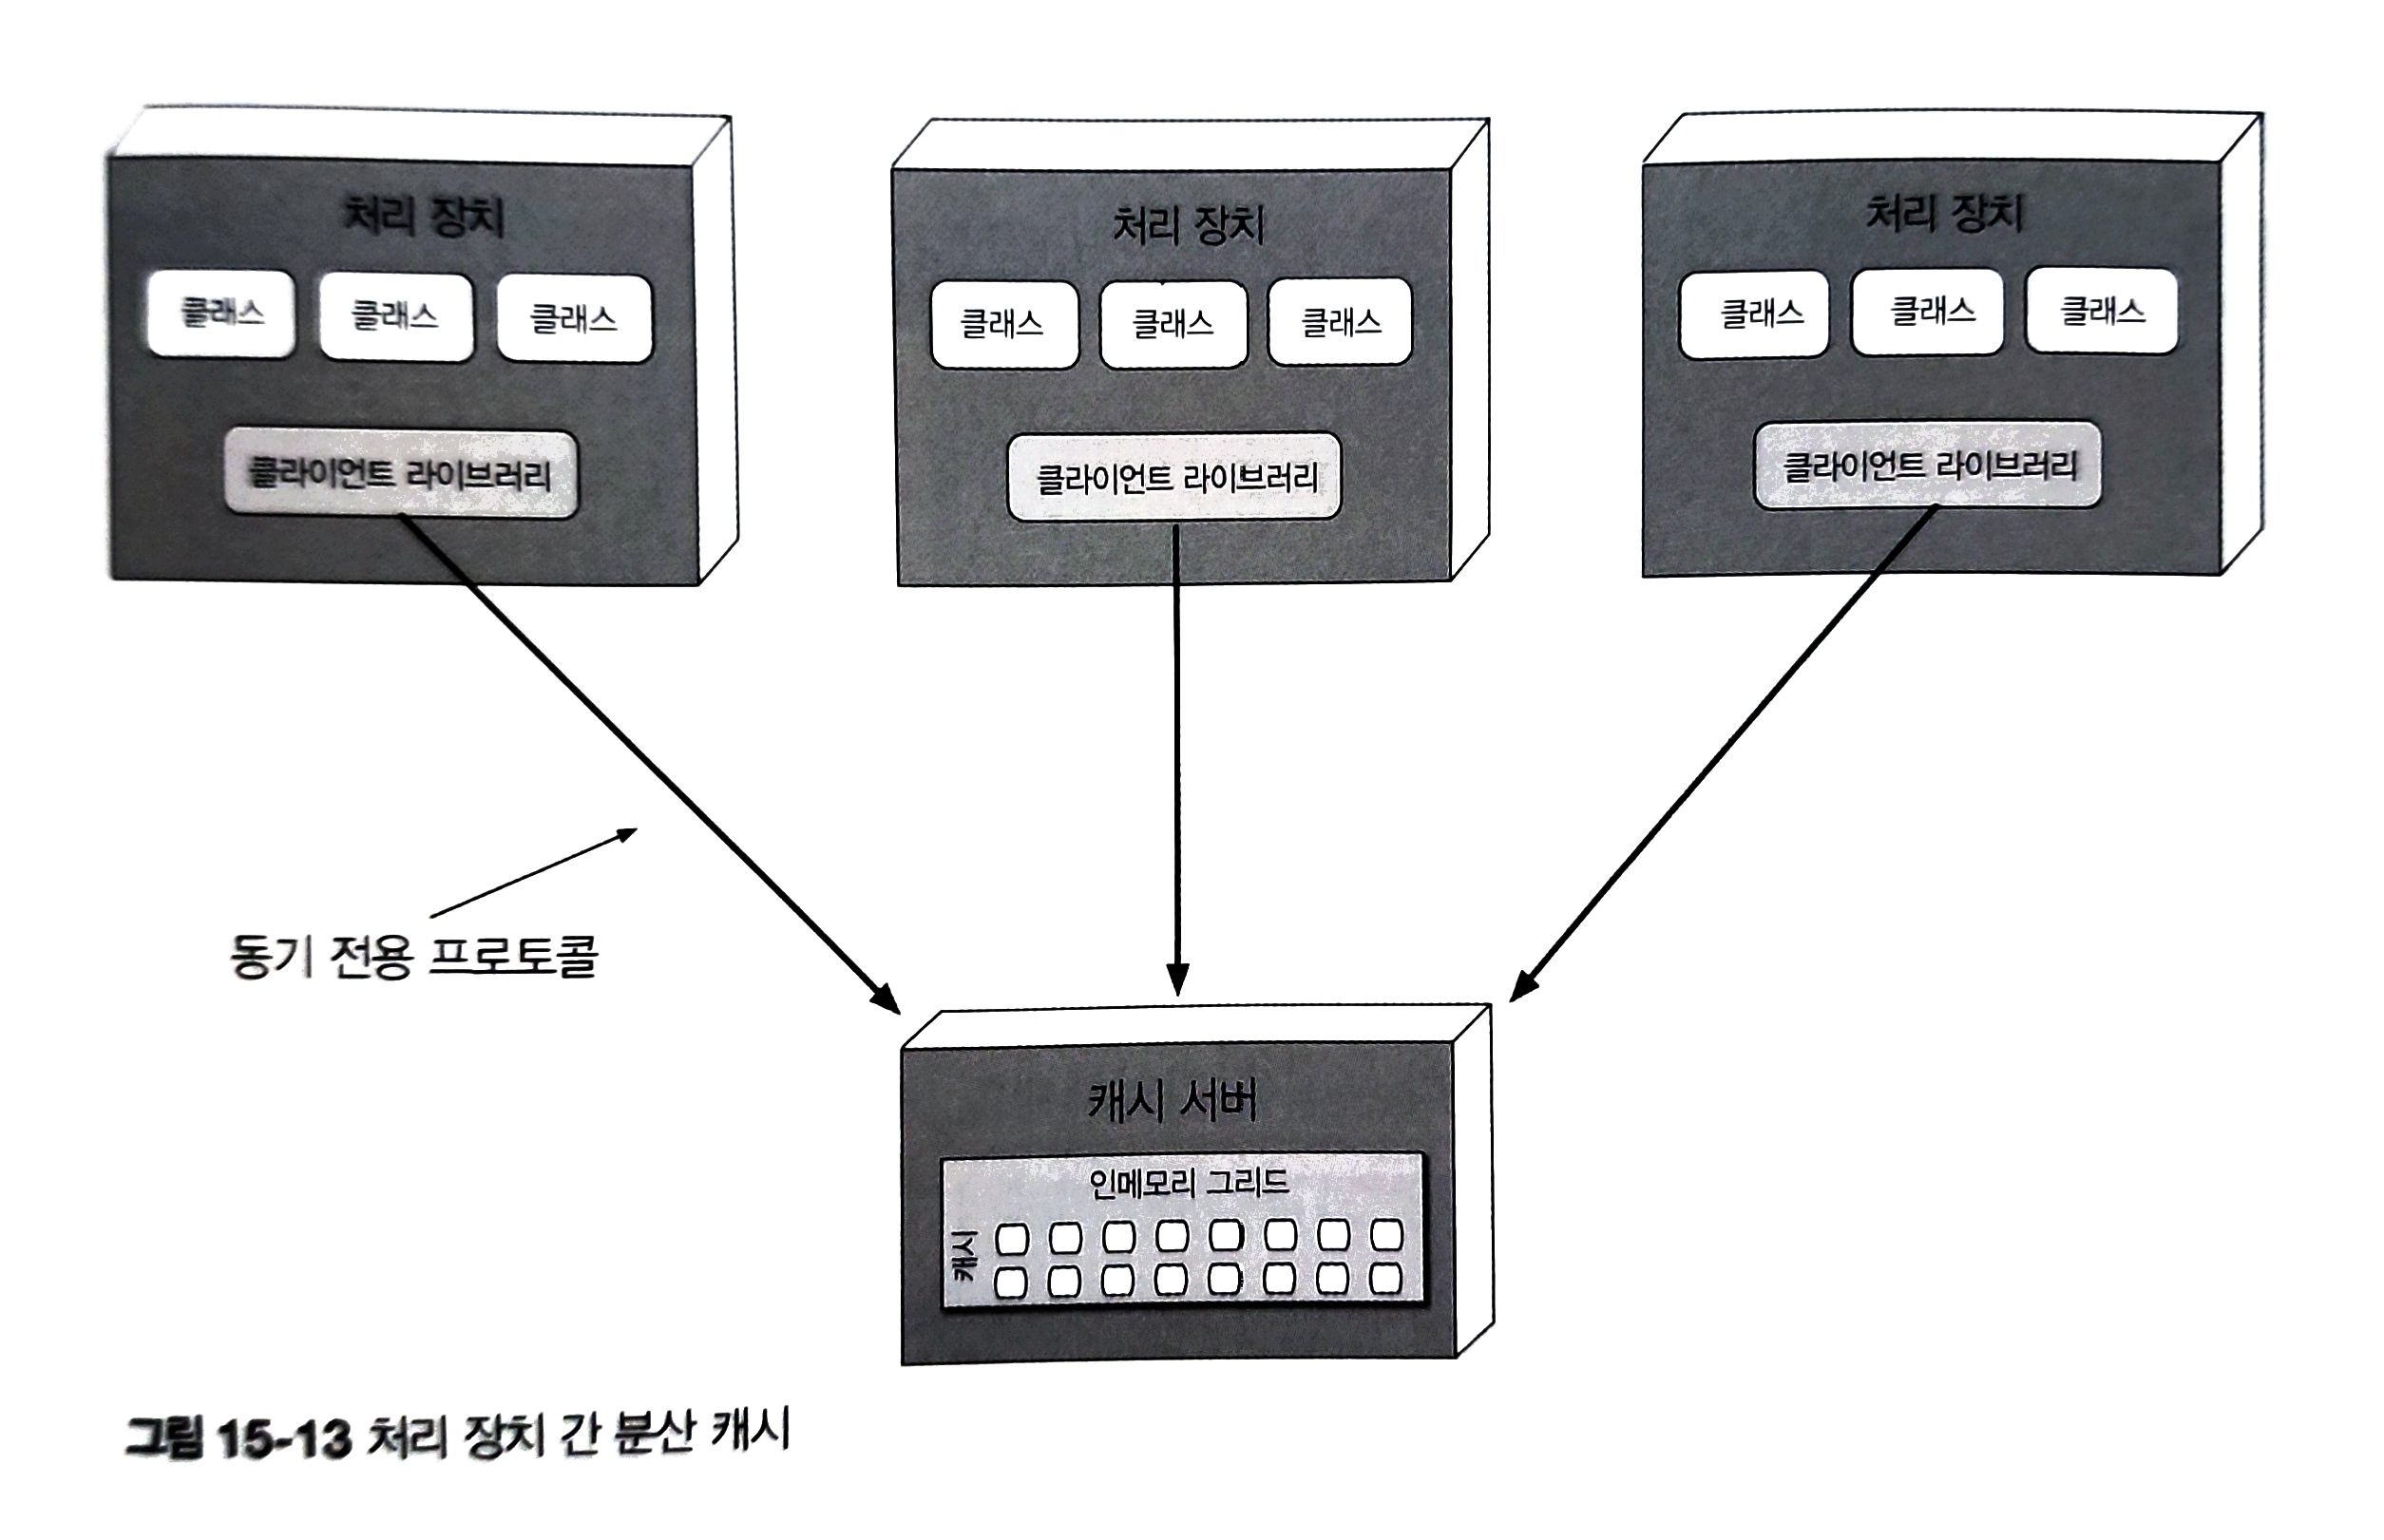 처리 장치
클래스 클래스 클래스
클라이언트 라이브러리
처리 장치
클래스 클래스 클래스
클라이언트 라이브러리
처리 장치
클래스 클래스 클래스
클라이언트 라이브러리
동기 전용 프로토콜
캐시 서버
인메모리 그리드
캐시
그림 15-13 처리 장치 간 분산 캐시